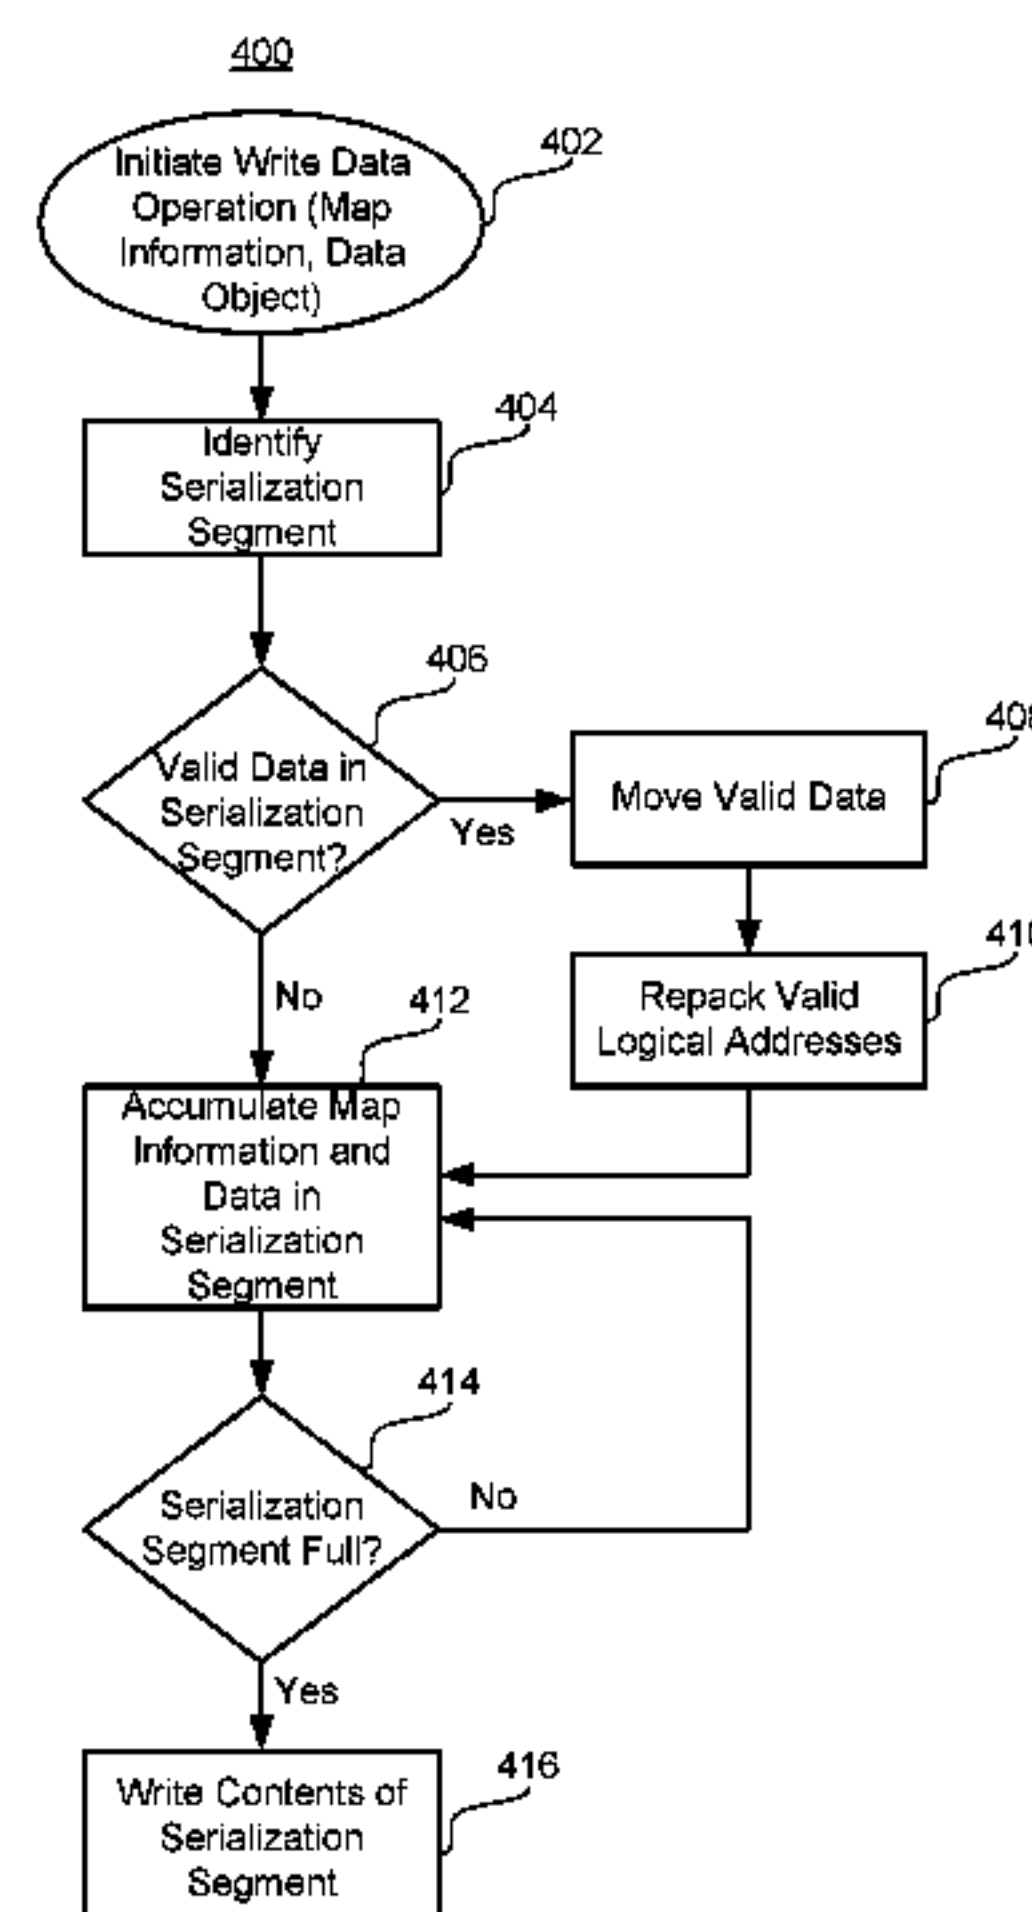 400
Initiate Write Data
Operation (Map
Information, Data
Object)
402
Identify
Serialization
Segment
404
406
Valid Data in
Serialization
Segment?
Yes
Move Valid Data
No
412
Repack Valid
Logical Addresses
Accumulate Map
Information and
Data in
Serialization
Segment
414
Serialization
Segment Full?
No
Yes
Write Contents of
Serialization
Segment
416